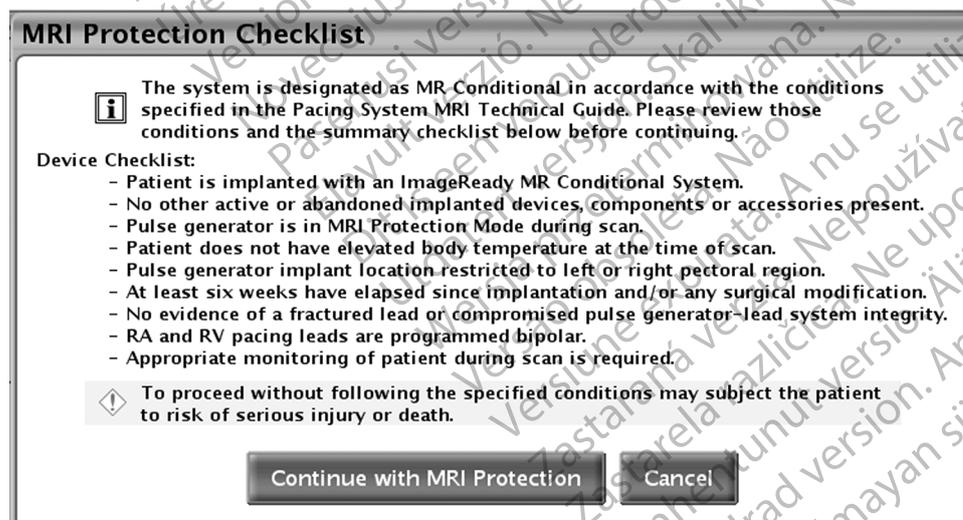 MRI Protection Checklist
The system is designated as MR Conditional in accordance with the conditions
specified in the Pacing System MRI Technical Guide. Please review those
conditions and the summary checklist below before continuing.
Device Checklist:
- Patient is implanted with an ImageReady MR Conditional System.
- No other active or abandoned implanted devices, components or accessories present.
- Pulse generator is in MRI Protection Mode during scan.
- Patient does not have elevated body temperature at the time of scan.
- Pulse generator implant location restricted to left or right pectoral region.
- At least six weeks have elapsed since implantation and/or any surgical modification.
- No evidence of a fractured lead or compromised pulse generator-lead system integrity.
- RA and RV pacing leads are programmed bipolar.
- Appropriate monitoring of patient during scan is required.
To proceed without following the specified conditions may subject the patient
to risk of serious injury or death.
Continue with MRI Protection
Cancel